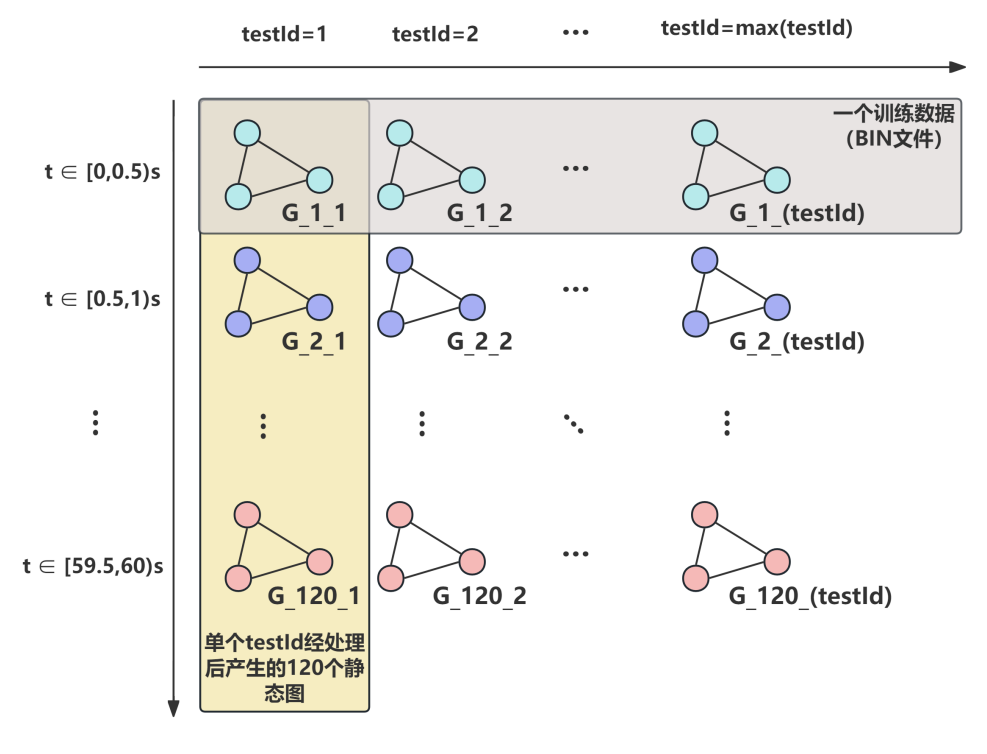 testId=1 testId=2 ... testId=max(testId)
一个训练数据
（BIN文件）
t ∈ [0,0.5)s ...
G_1_1 G_1_2 G_1_(testId)
t ∈ [0.5,1)s ...
G_2_1 G_2_2 G_2_(testId)
t ∈ [59.5,60)s ...
G_120_1 G_120_2 G_120_(testId)
单个testId经处理
后产生的120个静
态图